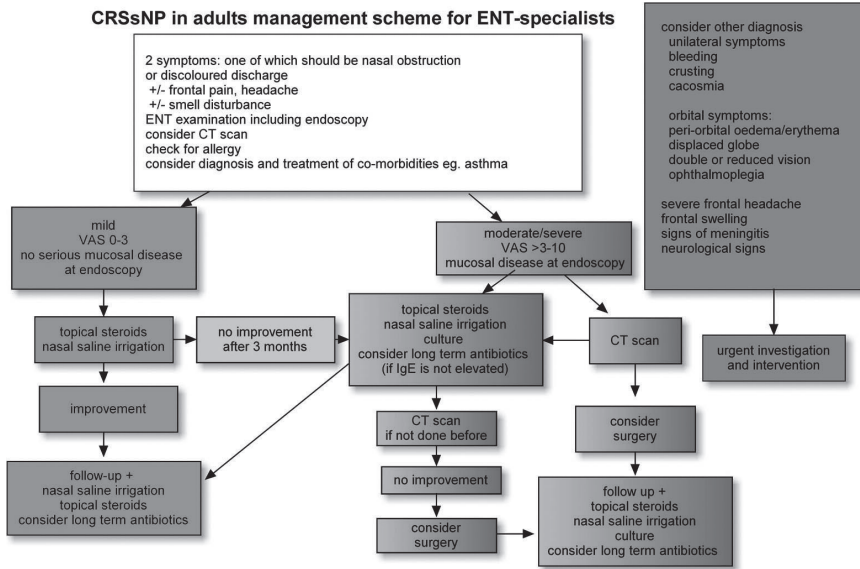 CRSsNP in adults management scheme for ENT-specialists
2 symptoms: one of which should be nasal obstruction
or discoloured discharge
+/- frontal pain, headache
+/- smell disturbance
ENT examination including endoscopy
consider CT scan
check for allergy
consider diagnosis and treatment of co-morbidities eg. asthma
consider other diagnosis
unilateral symptoms
bleeding
crusting
cacosmia
orbital symptoms:
peri-orbital oedema/erythema
displaced globe
double or reduced vision
ophthalmoplegia
severe frontal headache
frontal swelling
signs of meningitis
neurological signs
mild
VAS 0-3
no serious mucosal disease
at endoscopy
moderate/severe
VAS >3-10
mucosal disease at endoscopy
topical steroids
nasal saline irrigation
no improvement
after 3 months
topical steroids
nasal saline irrigation
culture
consider long term antibiotics
(if IgE is not elevated)
CT scan
urgent investigation
and intervention
improvement
CT scan
if not done before
consider
surgery
follow-up +
nasal saline irrigation
topical steroids
consider long term antibiotics
no improvement
consider
surgery
follow up +
topical steroids
nasal saline irrigation
culture
consider long term antibiotics